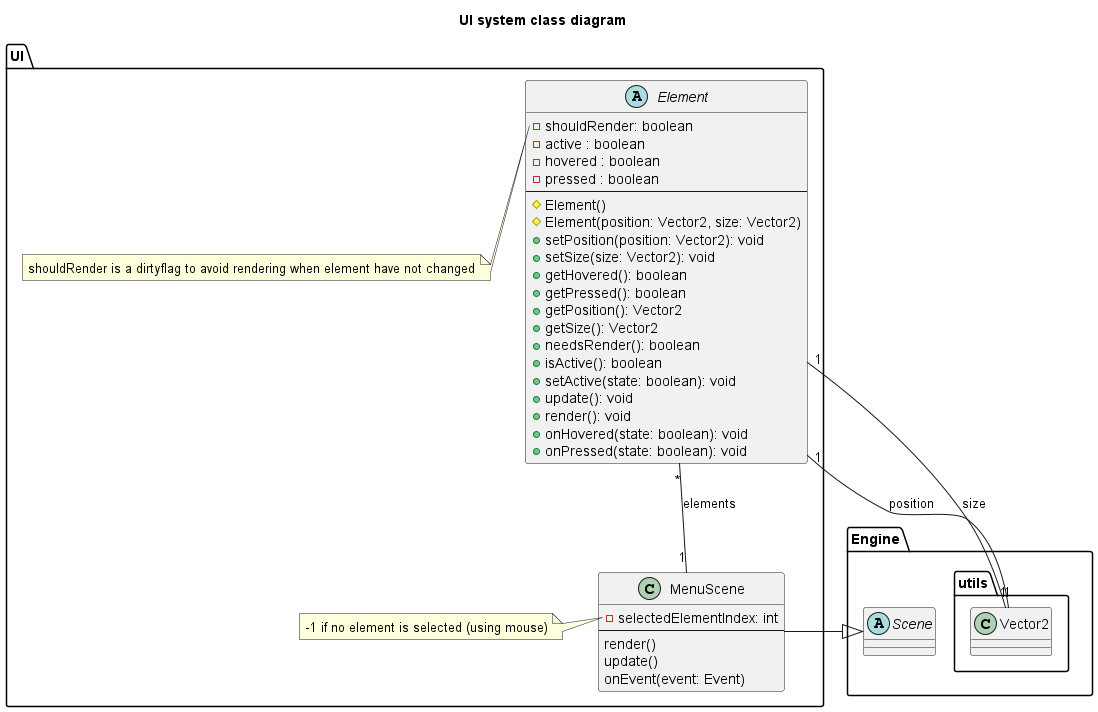 UI system class diagram
UI
A Element
shouldRender: boolean
active : boolean
hovered : boolean
pressed : boolean
Element()
Element(position: Vector2, size: Vector2)
setPosition(position: Vector2): void
setSize(size: Vector2): void
getHovered(): boolean
getPressed(): boolean
getPosition(): Vector2
getSize(): Vector2
needsRender(): boolean
isActive(): boolean
setActive(state: boolean): void
update(): void
render(): void
onHovered(state: boolean): void
onPressed(state: boolean): void
shouldRender is a dirtyflag to avoid rendering when element have not changed
1
1
*
elements
1
position
size
Engine
utils
1
1
A Scene
C Vector2
C MenuScene
selectedElementIndex: int
render()
update()
onEvent(event: Event)
-1 if no element is selected (using mouse)